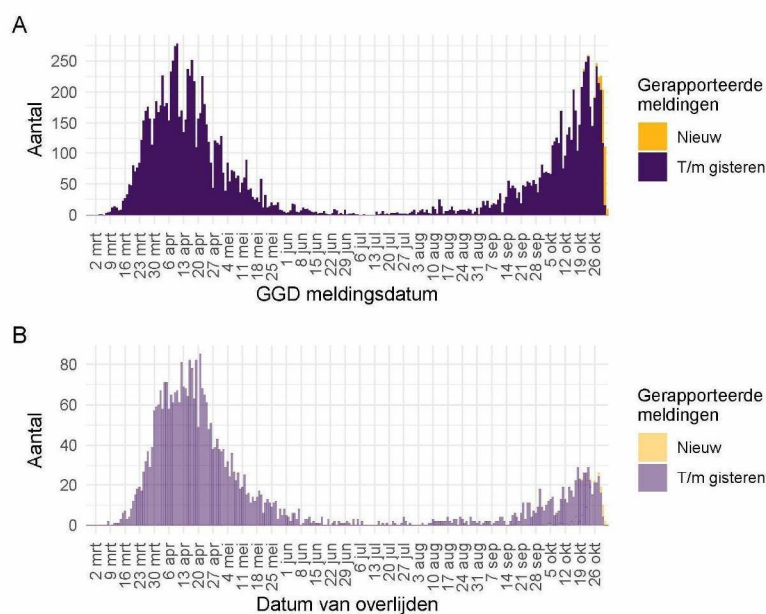 A
Aantal
250
200
150
100
50
0
2 mrt
9 mrt
16 mrt
23 mrt
30 mrt
6 apr
13 apr
20 apr
27 apr
4 mei
11 mei
18 mei
25 mei
1 jun
8 jun
15 jun
22 jun
29 jun
6 jul
13 jul
20 jul
27 jul
3 aug
10 aug
17 aug
24 aug
31 aug
7 sep
14 sep
21 sep
28 sep
5 okt
12 okt
19 okt
26 okt
GGD meldingsdatum
Gerapporteerde
meldingen
Nieuw
T/m gisteren
B
Aantal
80
60
40
20
0
2 mrt
9 mrt
16 mrt
23 mrt
30 mrt
6 apr
13 apr
20 apr
27 apr
4 mei
11 mei
18 mei
25 mei
1 jun
8 jun
15 jun
22 jun
29 jun
6 jul
13 jul
20 jul
27 jul
3 aug
10 aug
17 aug
24 aug
31 aug
7 sep
14 sep
21 sep
28 sep
5 okt
12 okt
19 okt
26 okt
Datum van overlijden
Gerapporteerde
meldingen
Nieuw
T/m gisteren